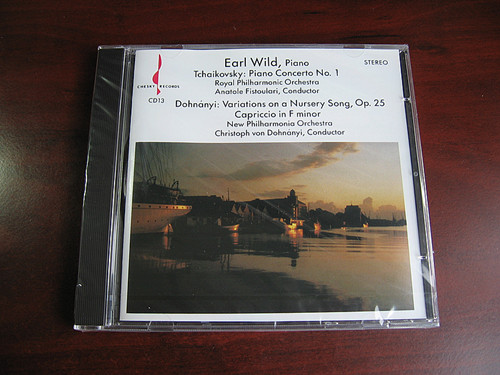 Earl Wild, Piano
Tchaikovsky: Piano Concerto No. 1
Royal Philharmonic Orchestra
Anatole Fistoulari, Conductor
STEREO
CHESKY RECORDS
CD13
Dohnányi: Variations on a Nursery Song, Op. 25
Capriccio in F minor
New Philharmonia Orchestra
Christoph von Dohnányi, Conductor